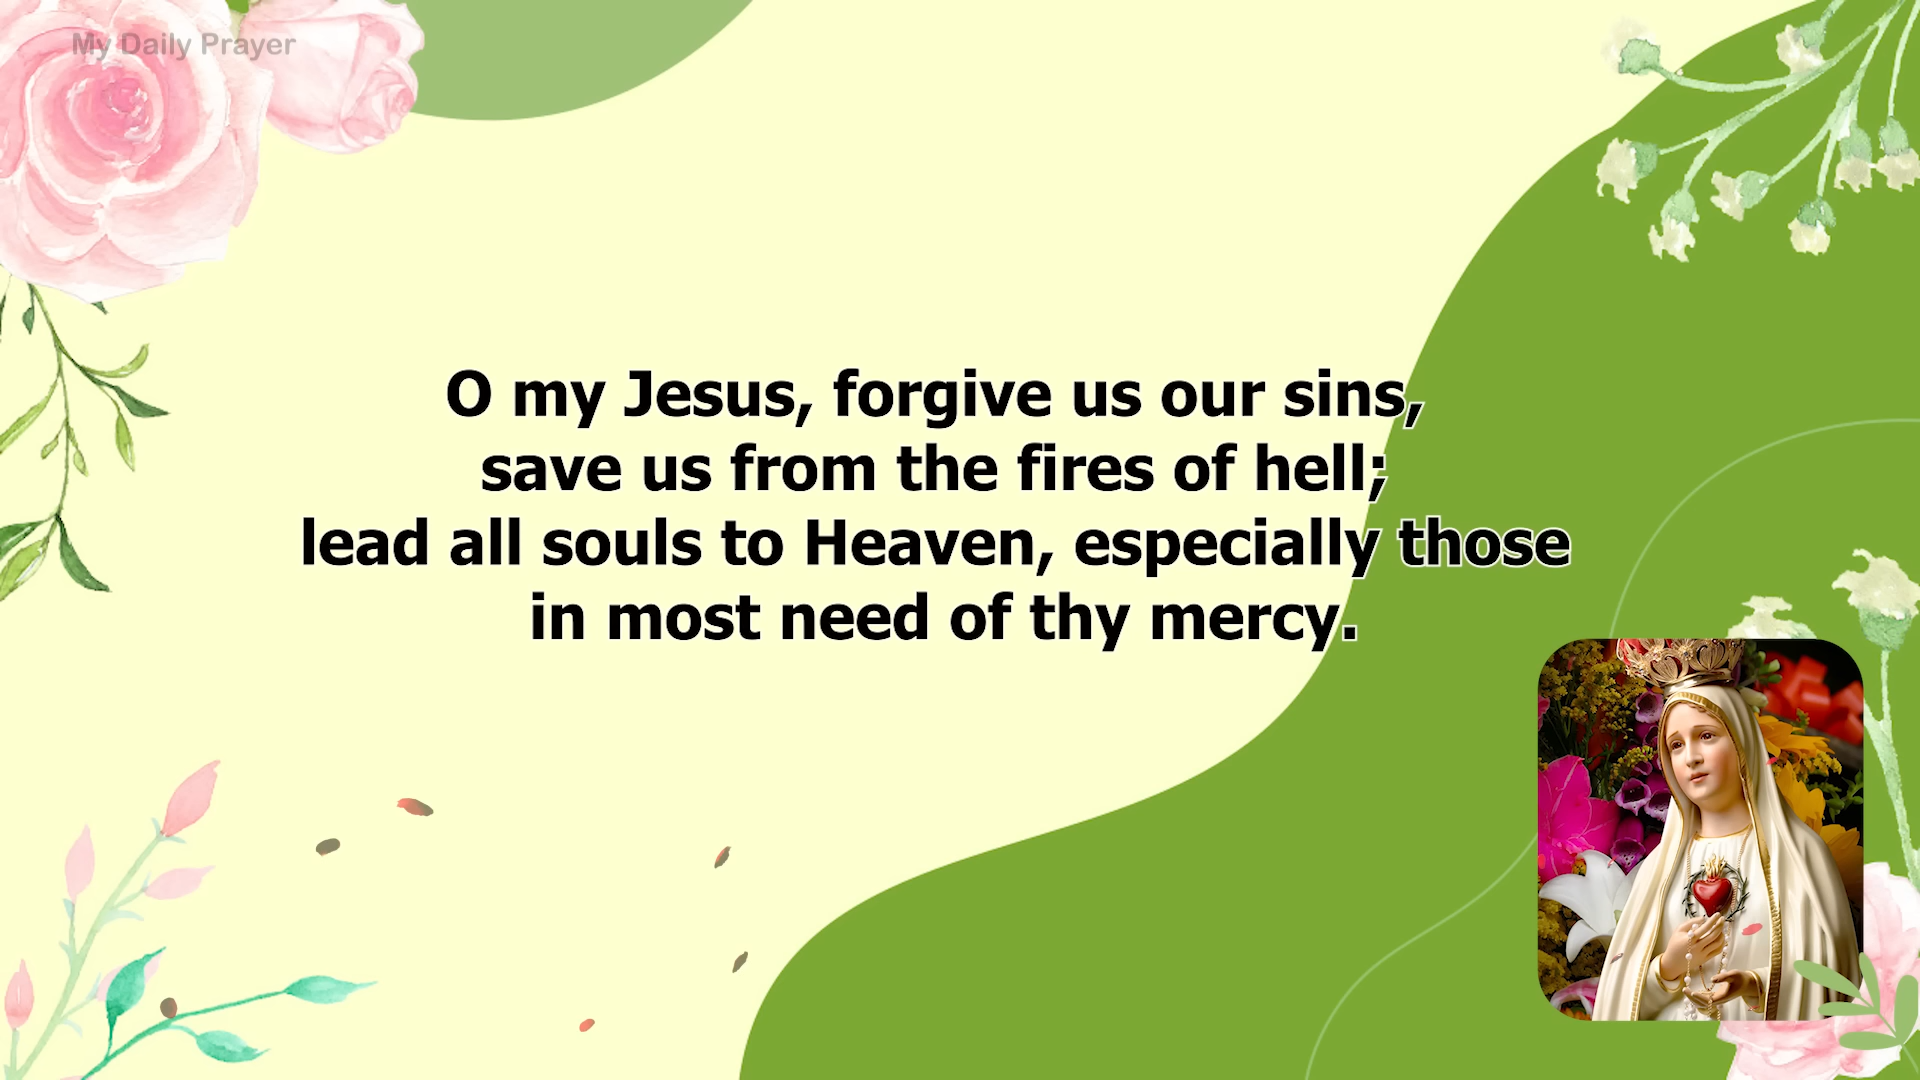 My Daily Prayer
O my Jesus, forgive us our sins,
save us from the fires of hell;
lead all souls to Heaven, especially those
in most need of thy mercy.